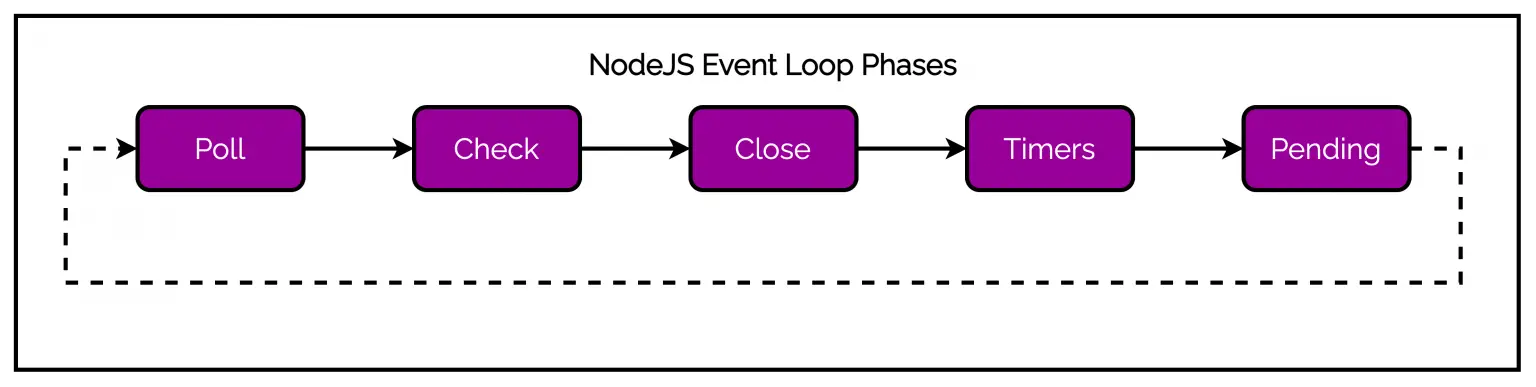 NodeJS Event Loop Phases
Poll
Check
Close
Timers
Pending